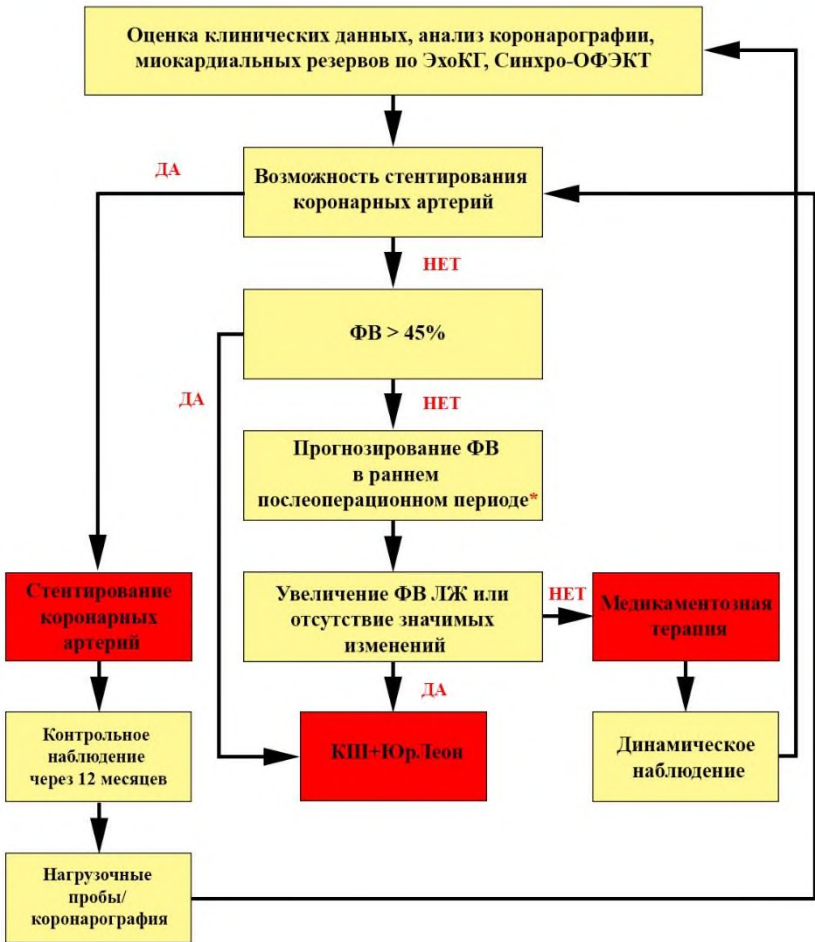 Оценка клинических данных, анализ коронарографии,
миокардиальных резервов по ЭхоКГ, Синхро-ОФЭКТ
ДА
Возможность стентирования
коронарных артерий
НЕТ
ФВ > 45%
ДА
НЕТ
Прогнозирование ФВ
в раннем
послеоперационном периоде*
Стентирование
коронарных
артерий
Увеличение ФВ ЛЖ или
отсутствие значимых
изменений
НЕТ
Медикаментозная
терапия
ДА
Контрольное
наблюдение
через 12 месяцев
КШ+ЮрЛеон
Динамическое
наблюдение
Нагрузочные
пробы/
коронарография